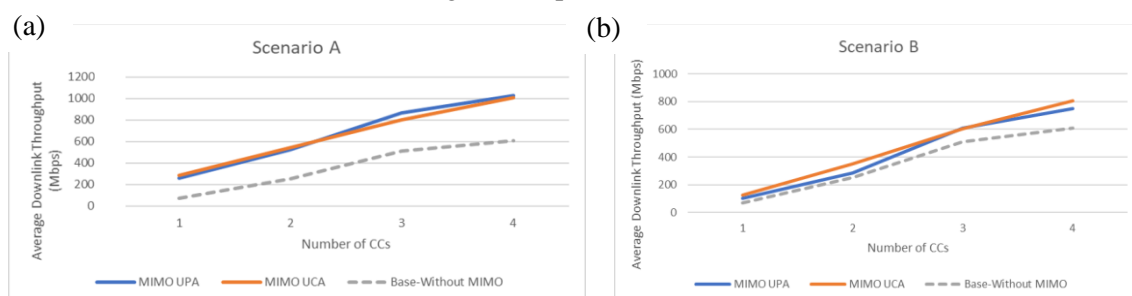 (a)
Scenario A
Average Downlink Throughput
(Mbps)
1200
1000
800
600
400
200
0
1 2 3 4
Number of CCs
MIMO UPA MIMO UCA Base-Without MIMO
(b)
Scenario B
Average Downlink Throughput (Mbps)
1000
800
600
400
200
0
1 2 3 4
Number of CCs
MIMO UPA MIMO UCA Base-Without MIMO